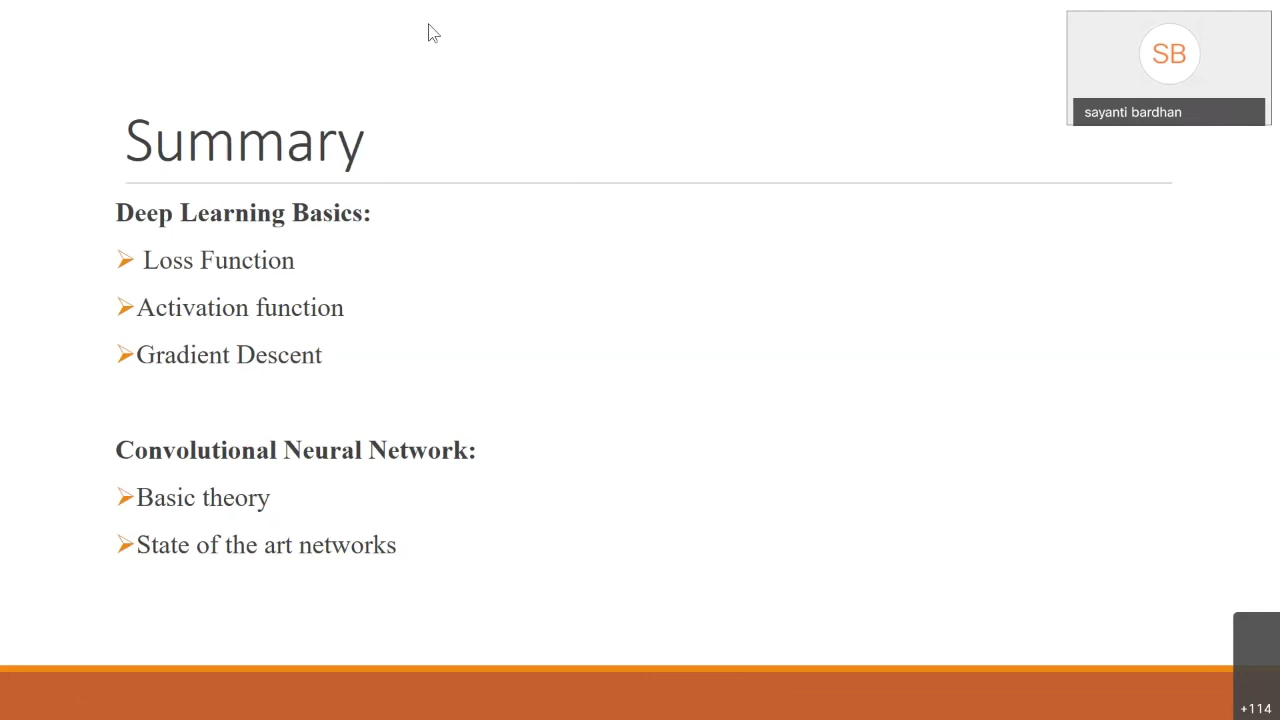 SB
sayanti bardhan
Summary
Deep Learning Basics:
Loss Function
Activation function
Gradient Descent
Convolutional Neural Network:
Basic theory
State of the art networks
+114